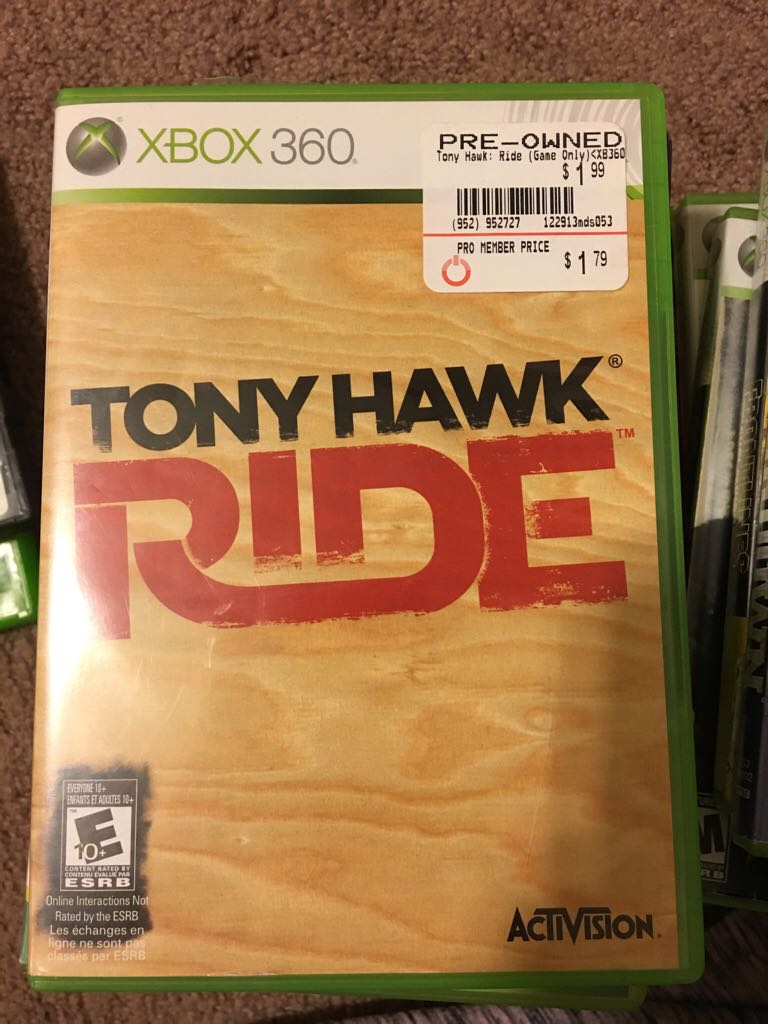 XBOX 360
PRE-OWNED
Tony Hawk: Ride (Game Only)<XB360
$ 1 99
(952) 952727 122913mds053
PRO MEMBER PRICE
$ 1 79
TONY HAWK®
RIDE™
EVERYONE 10+
ENFANTS ET ADULTES 10+
E
10+
CONTENT RATED BY
CONTENU ÉVALUÉ PAR
ESRB
Online Interactions Not
Rated by the ESRB
Les échanges en
ligne ne sont pas
classés par ESRB
ACTIVISION®
M